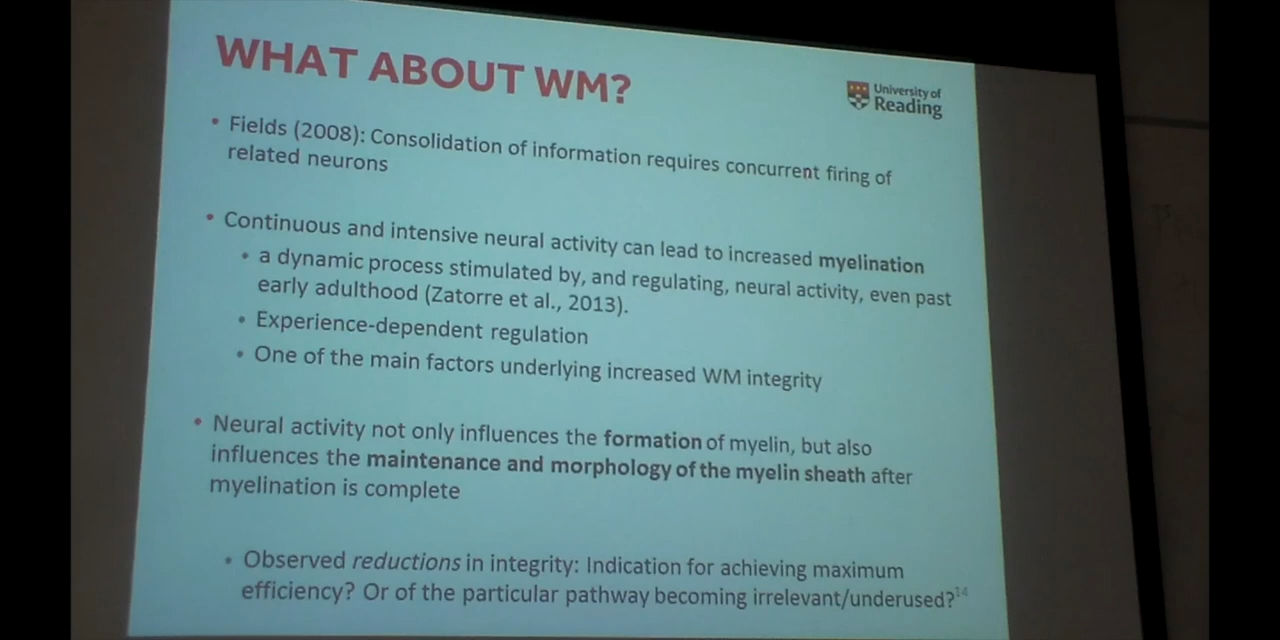 WHAT ABOUT WM?
University of
Reading
• Fields (2008): Consolidation of information requires concurrent firing of
related neurons
• Continuous and intensive neural activity can lead to increased myelination
• a dynamic process stimulated by, and regulating, neural activity, even past
early adulthood (Zatorre et al., 2013).
• Experience-dependent regulation
• One of the main factors underlying increased WM integrity
• Neural activity not only influences the formation of myelin, but also
influences the maintenance and morphology of the myelin sheath after
myelination is complete
• Observed reductions in integrity: Indication for achieving maximum
efficiency? Or of the particular pathway becoming irrelevant/underused?
14